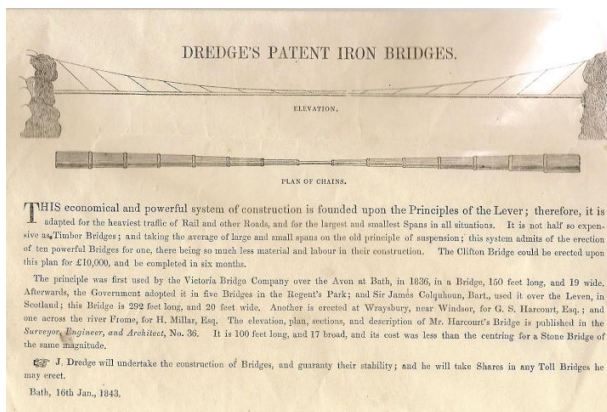 DREDGE'S PATENT IRON BRIDGES.
ELEVATION.
PLAN OF CHAINS.
THIS economical and powerful system of construction is founded upon the Principles of the Lever; therefore, it is
adapted for the heaviest traffic of Rail and other Roads, and for the largest and smallest Spans in all situations. It is not half so expen-
sive as Timber Bridges; and taking the average of large and small spans on the old principle of suspension; this system admits of the erection
of ten powerful Bridges for one, there being so much less material and labour in their construction. The Clifton Bridge could be erected upon
this plan for £10,000, and be completed in six months.
The principle was first used by the Victoria Bridge Company over the Avon at Bath, in 1836, in a Bridge, 150 feet long, and 19 wide.
Afterwards, the Government adopted it in five Bridges in the Regent's Park; and Sir James Colquhoun, Bart., used it over the Leven, in
Scotland; this Bridge is 292 feet long, and 20 feet wide. Another is erected at Wraysbury, near Windsor, for G. S. Harcourt, Esq.; and
one across the river Frome, for H. Millar, Esq. The elevation, plan, sections, and description of Mr. Harcourt's Bridge is published in the
Surveyor, Engineer, and Architect, No. 36. It is 100 feet long, and 17 broad, and its cost was less than the centring for a Stone Bridge of
the same magnitude.
☞ J. Dredge will undertake the construction of Bridges, and guaranty their stability; and he will take Shares in any Toll Bridges he
may erect.
Bath, 16th Jan., 1843.